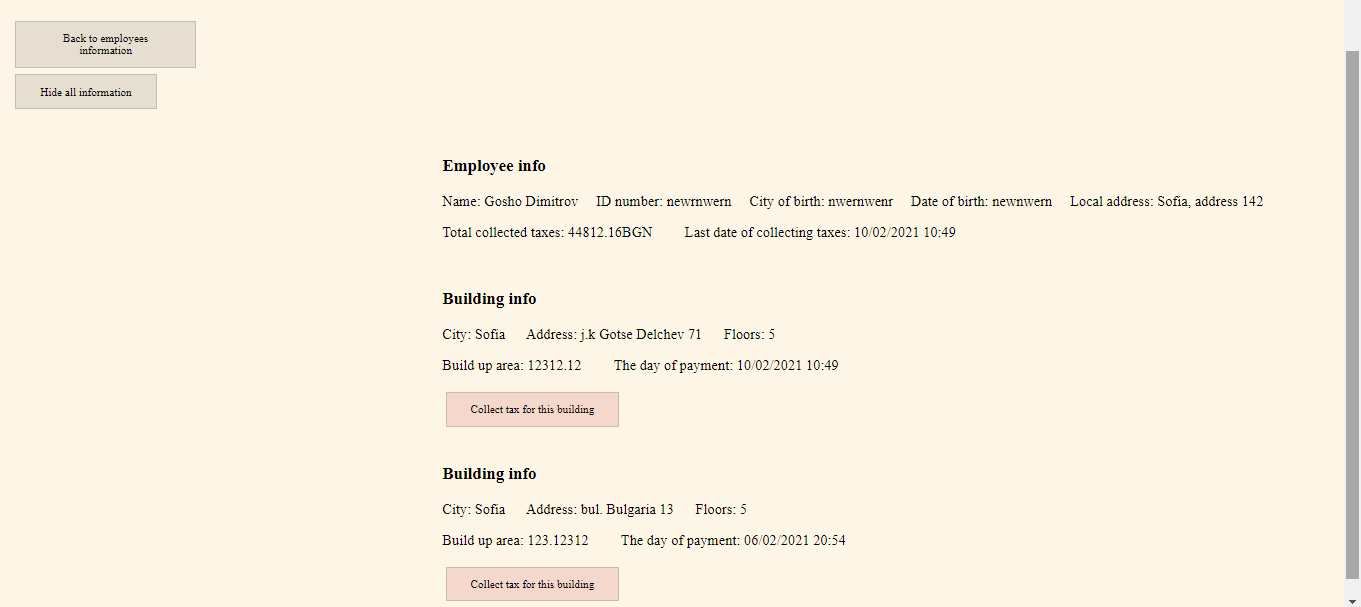 Back to employees
information
Hide all information
Employee info
Name: Gosho Dimitrov ID number: newrnwern City of birth: nwernwenr Date of birth: newnwern Local address: Sofia, address 142
Total collected taxes: 44812.16BGN Last date of collecting taxes: 10/02/2021 10:49
Building info
City: Sofia Address: j.k Gotse Delchev 71 Floors: 5
Build up area: 12312.12 The day of payment: 10/02/2021 10:49
Collect tax for this building
Building info
City: Sofia Address: bul. Bulgaria 13 Floors: 5
Build up area: 123.12312 The day of payment: 06/02/2021 20:54
Collect tax for this building